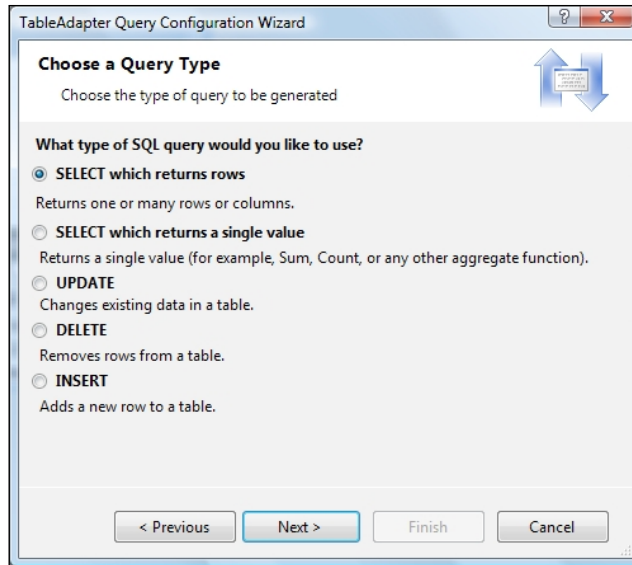 TableAdapter Query Configuration Wizard
?
Choose a Query Type
Choose the type of query to be generated
What type of SQL query would you like to use?
SELECT which returns rows
Returns one or many rows or columns.
SELECT which returns a single value
Returns a single value (for example, Sum, Count, or any other aggregate function).
UPDATE
Changes existing data in a table.
DELETE
Removes rows from a table.
INSERT
Adds a new row to a table.
< Previous Next > Finish Cancel